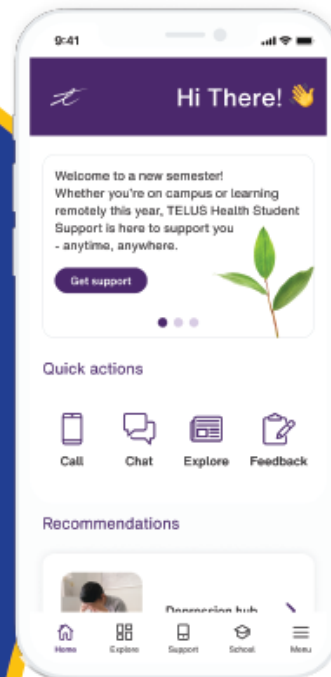 9:41
Hi There! 👋
Welcome to a new semester!
Whether you're on campus or learning
remotely this year, TELUS Health Student
Support is here to support you
- anytime, anywhere.
Get support
Quick actions
Call Chat Explore Feedback
Recommendations
Depression hub
Home Explore Support School Menu